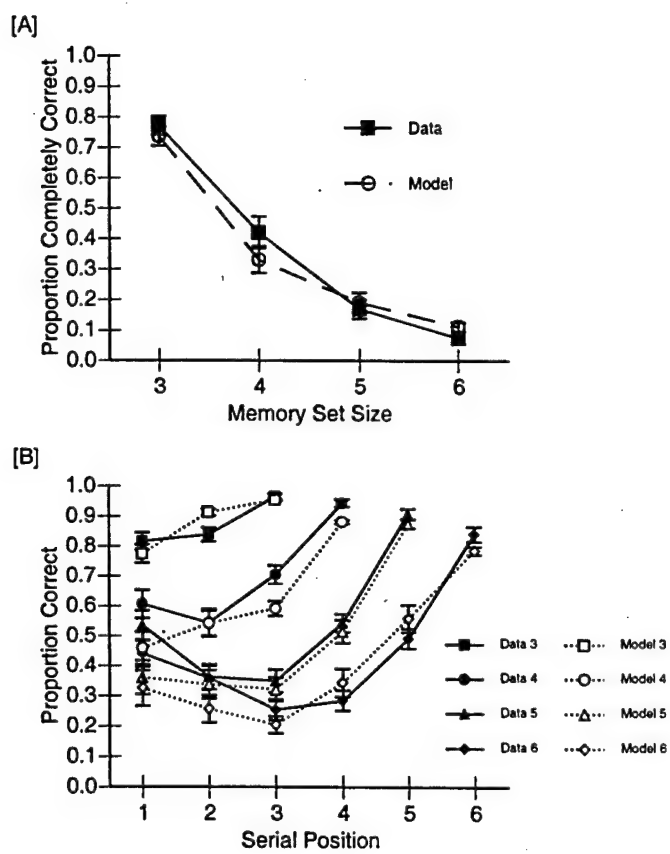 [A]
Proportion Completely Correct
1.0
0.9
0.8
0.7
0.6
0.5
0.4
0.3
0.2
0.1
0.0
3 4 5 6
Memory Set Size
Data
Model
[B]
Proportion Correct
1.0
0.9
0.8
0.7
0.6
0.5
0.4
0.3
0.2
0.1
0.0
1 2 3 4 5 6
Serial Position
Data 3 Model 3
Data 4 Model 4
Data 5 Model 5
Data 6 Model 6